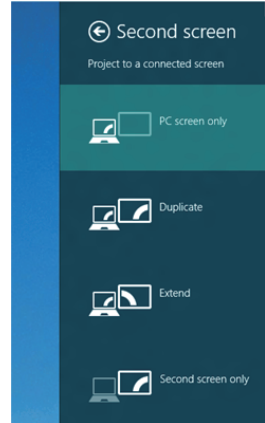 Second screen
Project to a connected screen
PC screen only
Duplicate
Extend
Second screen only